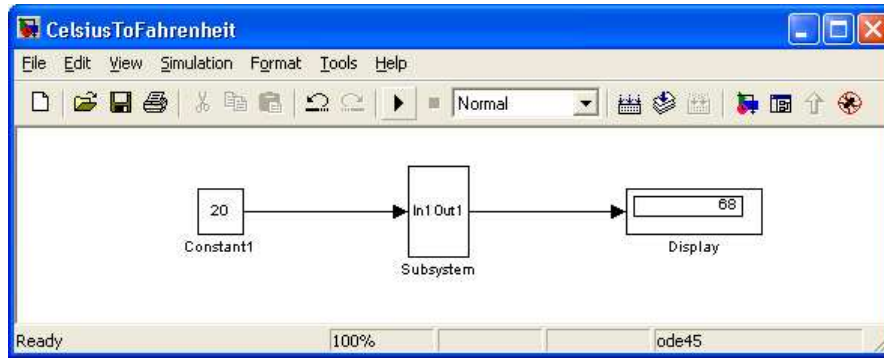 CelsiusToFahrenheit
File Edit View Simulation Format Tools Help
Normal
20
In1 Out1
68
Constant1
Subsystem
Display
Ready 100% ode45